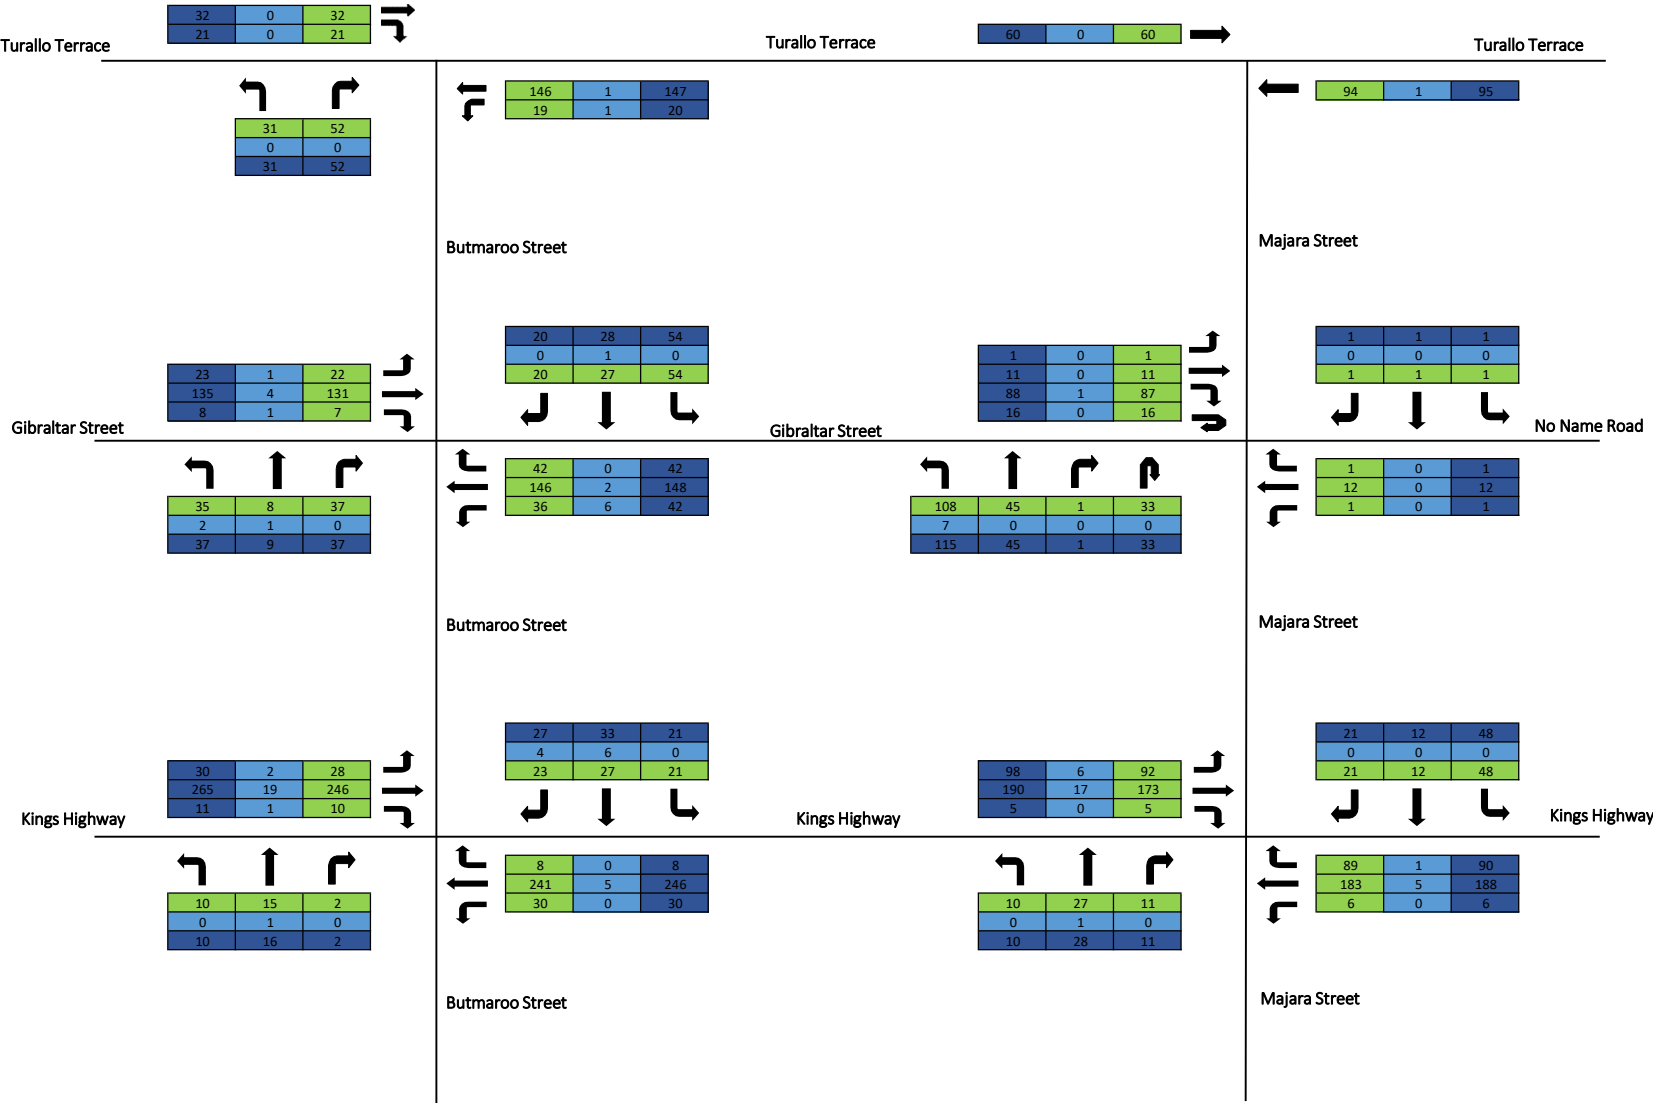 32 0 32
21 0 21
Turallo Terrace
Turallo Terrace
60 0 60
Turallo Terrace
31 52
0 0
31 52
146 1 147
19 1 20
94 1 95
Butmaroo Street
Majara Street
23 1 22
135 4 131
8 1 7
20 28 54
0 1 0
20 27 54
1 0 1
11 0 11
88 1 87
16 0 16
1 1 1
0 0 0
1 1 1
Gibraltar Street
Gibraltar Street
No Name Road
35 8 37
2 1 0
37 9 37
42 0 42
146 2 148
36 6 42
108 45 1 33
7 0 0 0
115 45 1 33
1 0 1
12 0 12
1 0 1
Butmaroo Street
Majara Street
30 2 28
265 19 246
11 1 10
27 33 21
4 6 0
23 27 21
98 6 92
190 17 173
5 0 5
21 12 48
0 0 0
21 12 48
Kings Highway
Kings Highway
Kings Highway
10 15 2
0 1 0
10 16 2
8 0 8
241 5 246
30 0 30
10 27 11
0 1 0
10 28 11
89 1 90
183 5 188
6 0 6
Butmaroo Street
Majara Street